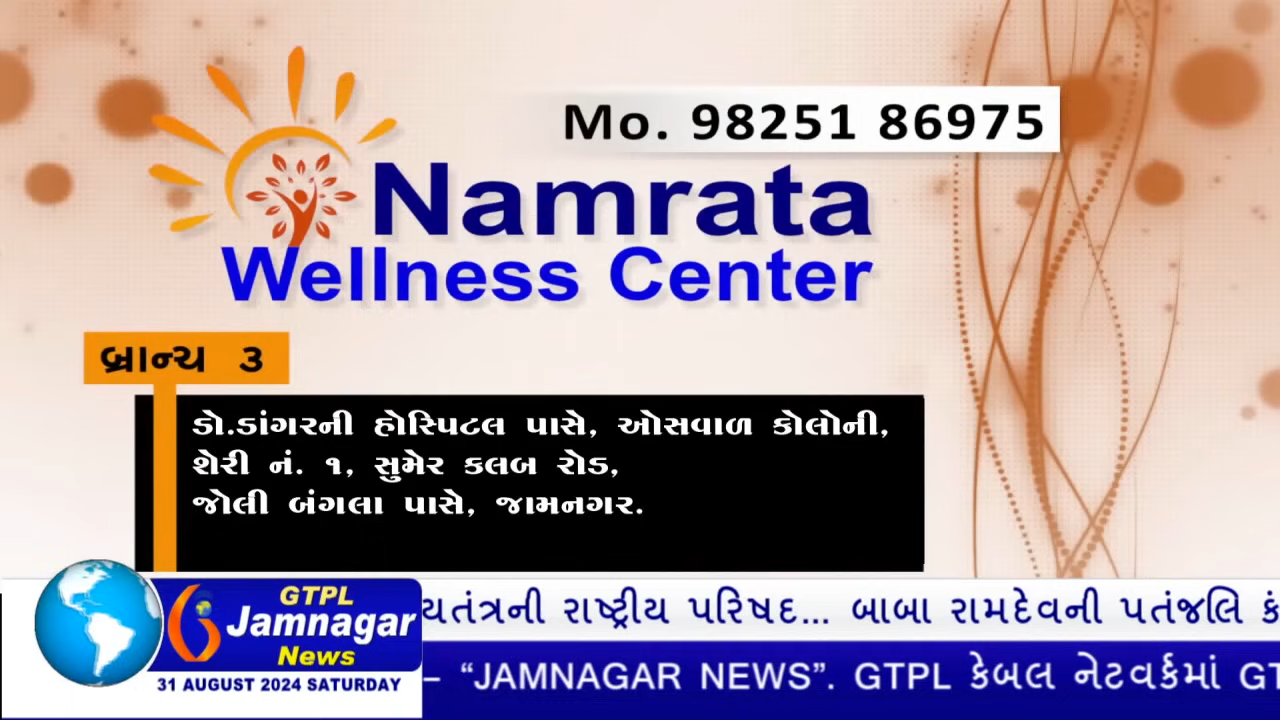 Mo. 98251 86975
Namrata
Wellness Center
બ્રાન્ચ ૩
ડો.ડાંગરની હોસ્પિટલ પાસે, ઓસવાળ કોલોની,
શેરી નં. ૧, સુમેર કલબ રોડ,
જોલી બંગલા પાસે, જામનગર.
GTPL
Jamnagar
News
31 AUGUST 2024 SATURDAY
યતંત્રની રાષ્ટ્રીય પરિષદ... બાબા રામદેવની પતંજલિ કં
– “JAMNAGAR NEWS”. GTPL કેબલ નેટવર્કમાં GT